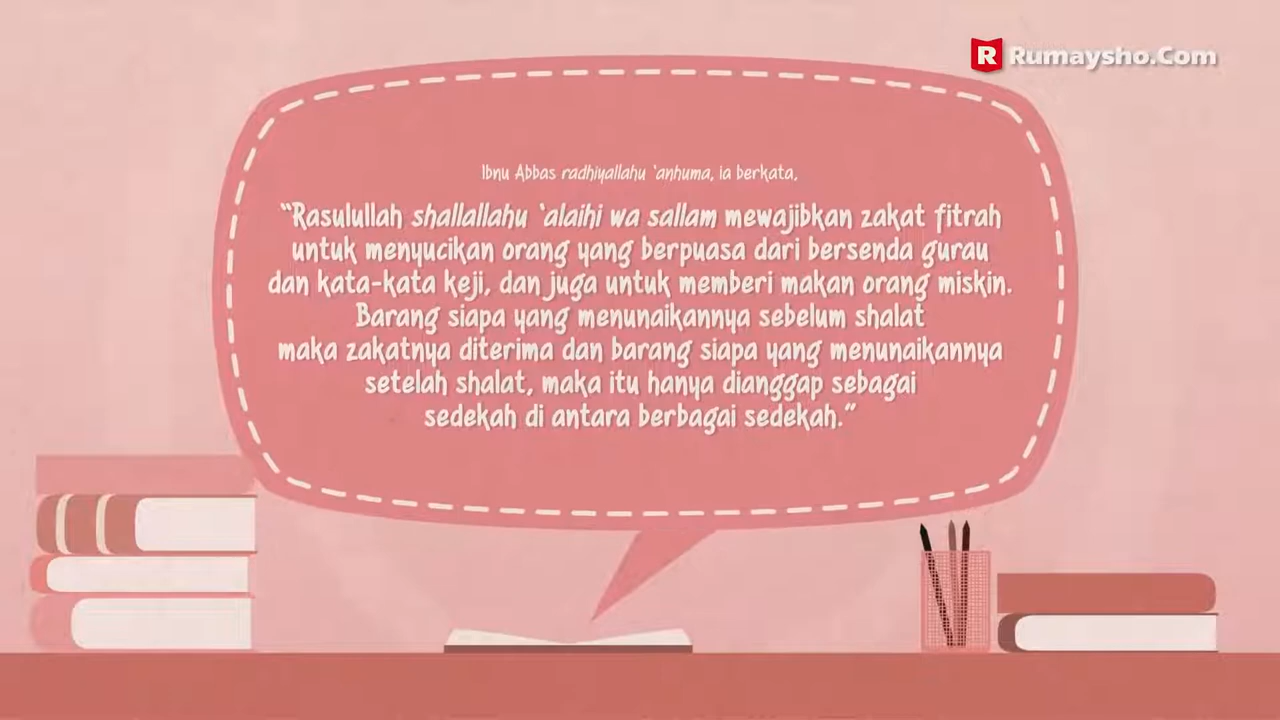 R Rumaysho.Com
Ibnu Abbas radhiyallahu ‘anhuma, ia berkata,
“Rasulullah shallallahu ‘alaihi wa sallam mewajibkan zakat fitrah
untuk menyucikan orang yang berpuasa dari bersenda gurau
dan kata-kata keji, dan juga untuk memberi makan orang miskin.
Barang siapa yang menunaikannya sebelum shalat
maka zakatnya diterima dan barang siapa yang menunaikannya
setelah shalat, maka itu hanya dianggap sebagai
sedekah di antara berbagai sedekah.”